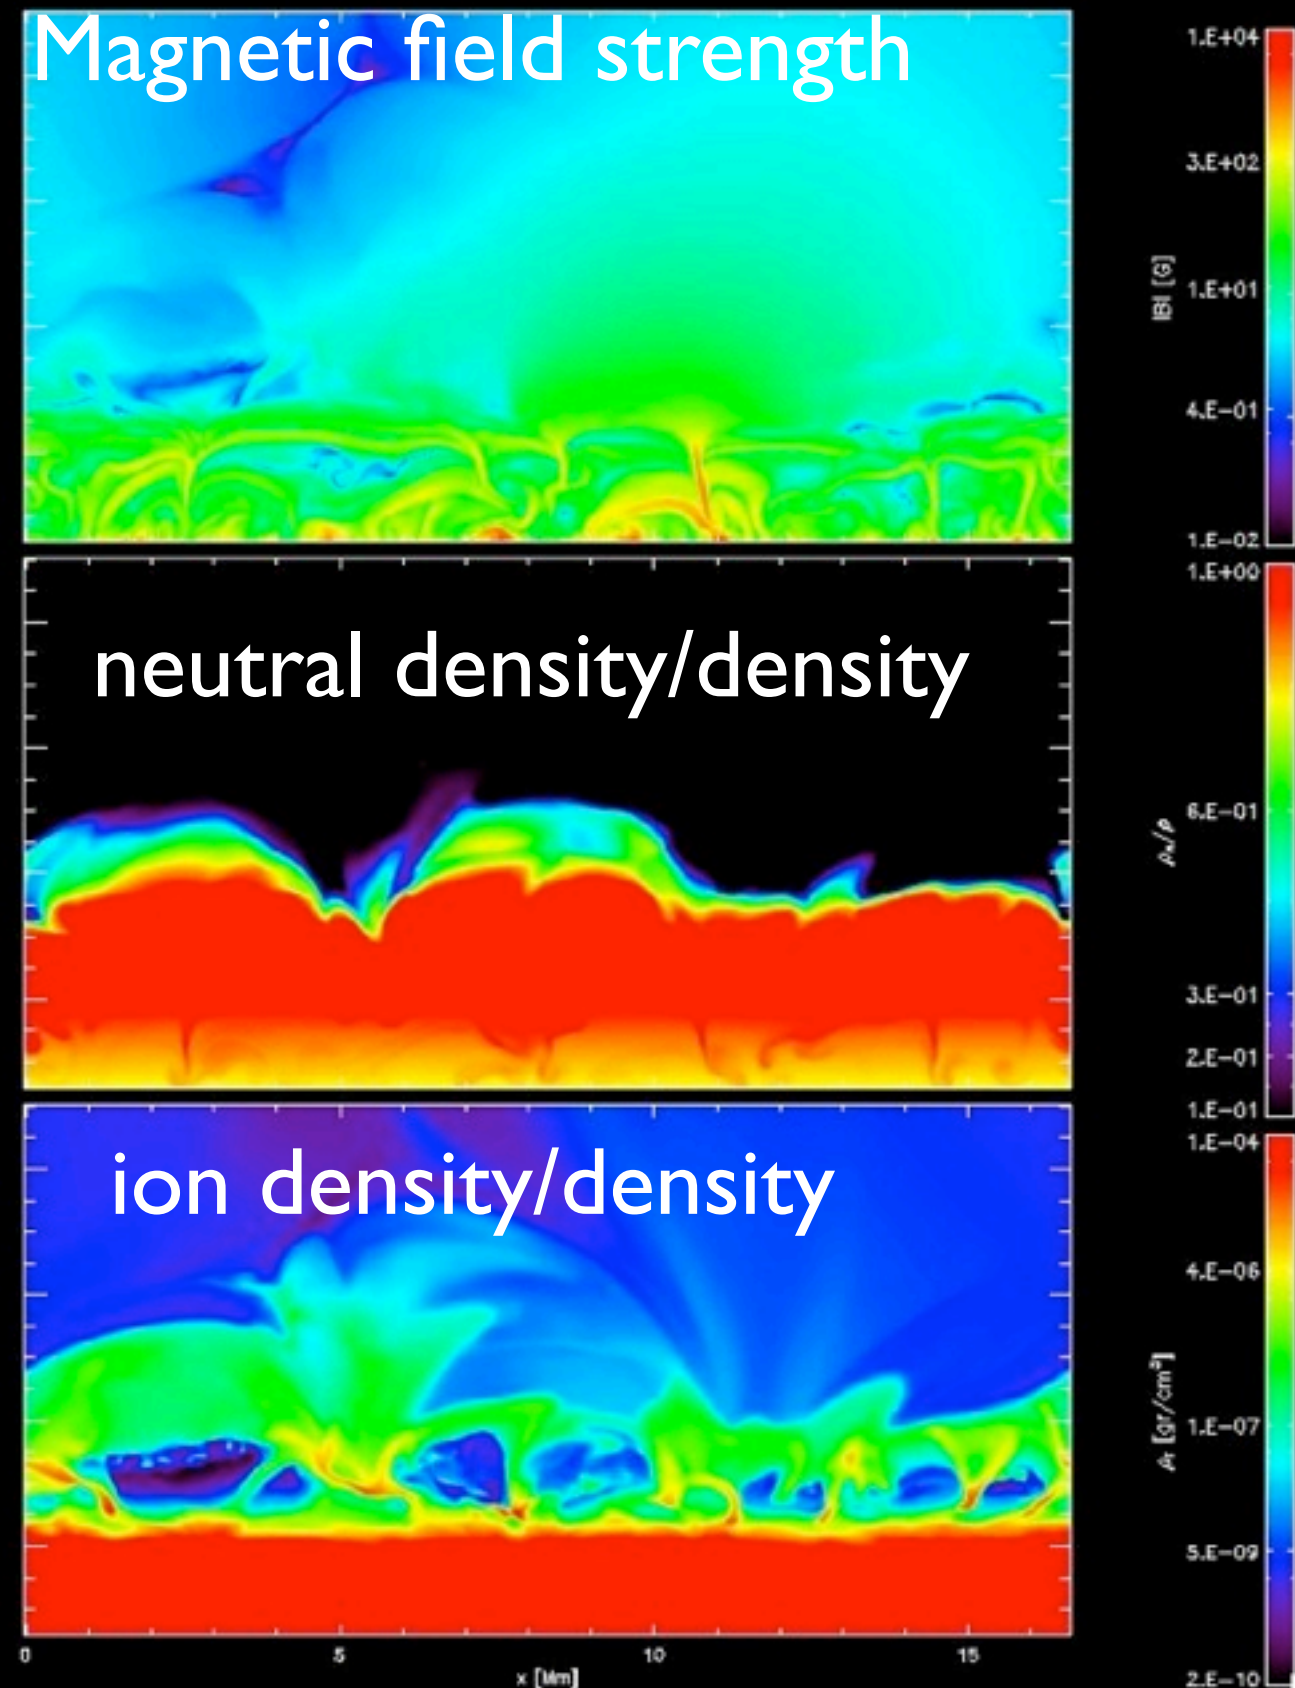 Magnetic field strength
1.E+04
3.E+02
|B| [G]
1.E+01
4.E-01
1.E-02
neutral density/density
1.E+00
6.E-01
ρₙ/ρ
3.E-01
2.E-01
1.E-01
ion density/density
1.E-04
4.E-06
[gr/cm³]
1.E-07
5.E-09
2.E-10
0 5 10 15
x [Mm]